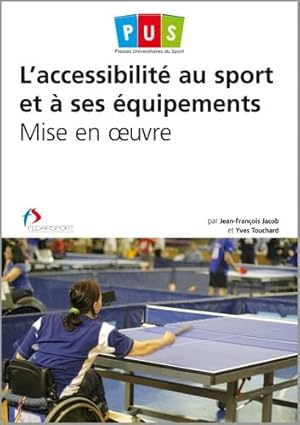 PUS
Presses Universitaires du Sport
L'accessibilité au sport
et à ses équipements
Mise en œuvre
par Jean-François Jacob
et Yves Touchard
FEDAIRSPORT